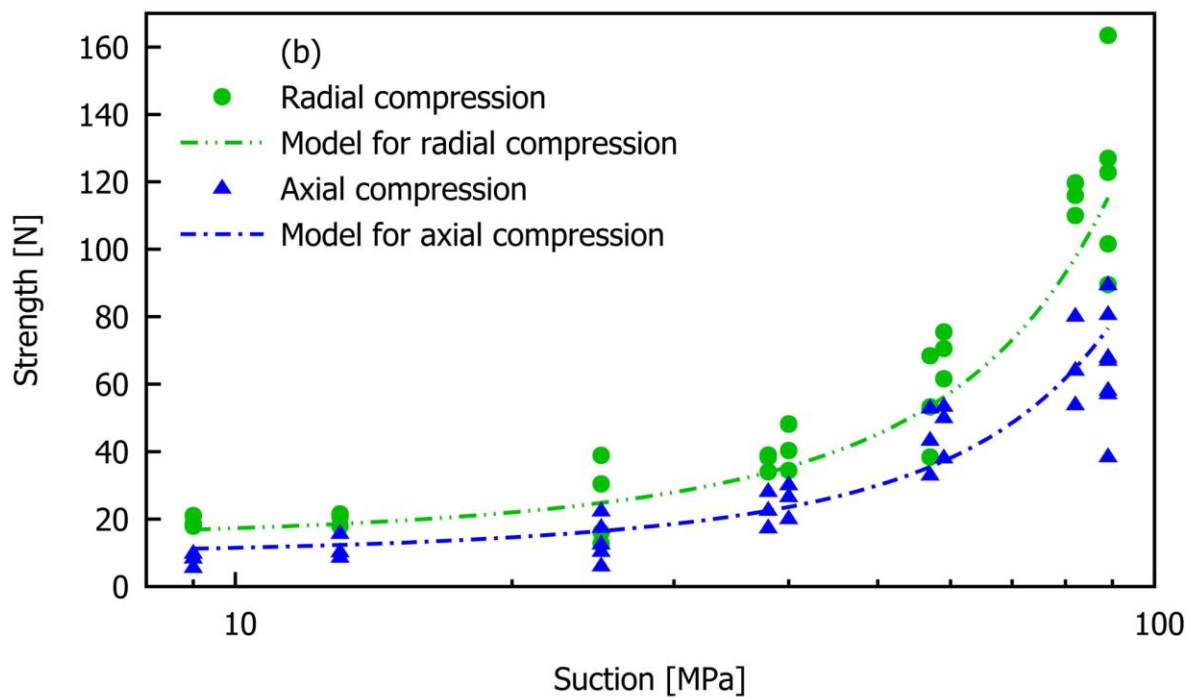 (b)
Radial compression
Model for radial compression
Axial compression
Model for axial compression
Strength [N]
160
140
120
100
80
60
40
20
0
10
100
Suction [MPa]